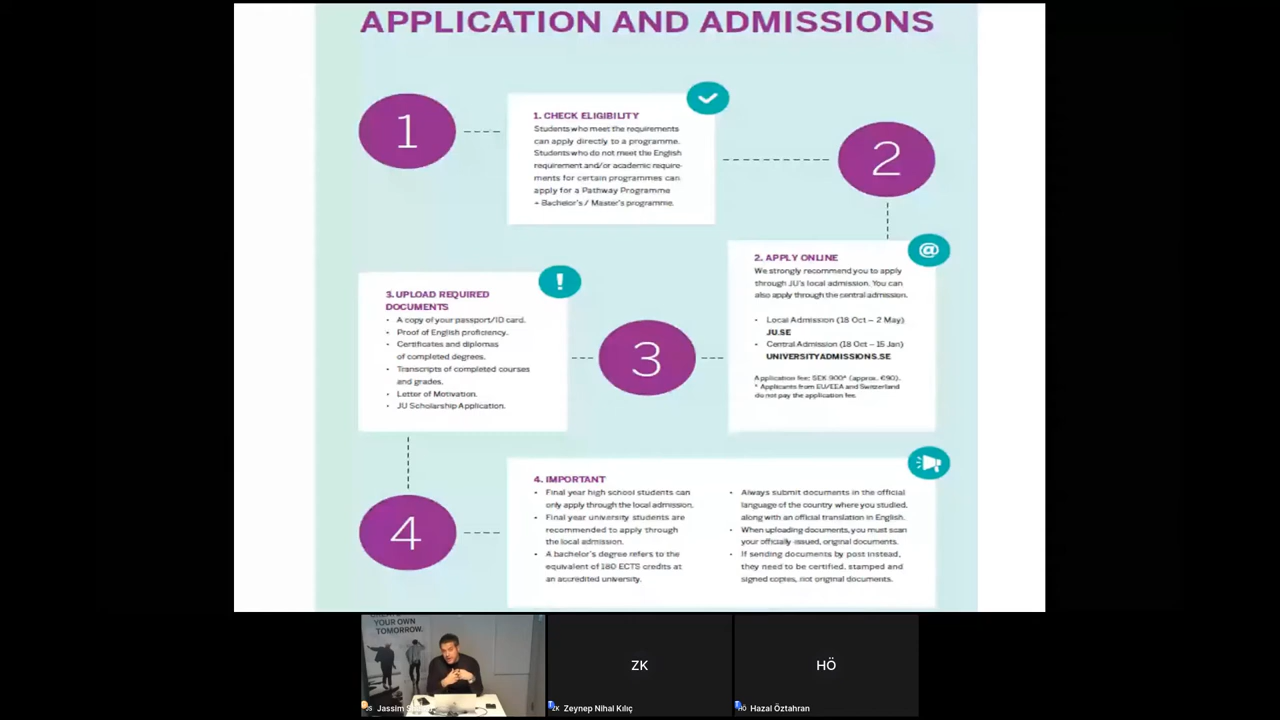 APPLICATION AND ADMISSIONS
1
1. CHECK ELIGIBILITY
Students who meet the requirements
can apply directly to a programme.
Students who do not meet the English
requirement and/or academic require-
ments for certain programmes can
apply for a Pathway Programme
+ Bachelor's / Master's programme.
2
@
2. APPLY ONLINE
We strongly recommend you to apply
through JU's local admission. You can
also apply through the central admission.
• Local Admission (18 Oct – 2 May)
JU.SE
• Central Admission (18 Oct – 15 Jan)
UNIVERSITYADMISSIONS.SE
Application fee: SEK 900* (approx. €90).
* Applicants from EU/EEA and Switzerland
do not pay the application fee.
3
!
3. UPLOAD REQUIRED
DOCUMENTS
• A copy of your passport/ID card.
• Proof of English proficiency.
• Certificates and diplomas
of completed degrees.
• Transcripts of completed courses
and grades.
• Letter of Motivation.
• JU Scholarship Application.
4
4. IMPORTANT
• Final year high school students can
only apply through the local admission.
• Final year university students are
recommended to apply through
the local admission.
• A bachelor's degree refers to the
equivalent of 180 ECTS credits at
an accredited university.
• Always submit documents in the official
language of the country where you studied,
along with an official translation in English.
• When uploading documents, you must scan
your officially-issued, original documents.
• If sending documents by post instead,
they need to be certified, stamped and
signed copies, not original documents.
YOUR OWN
TOMORROW.
JS Jassim
ZK
ZK Zeynep Nihal Kılıç
HÖ
HÖ Hazal Öztahran